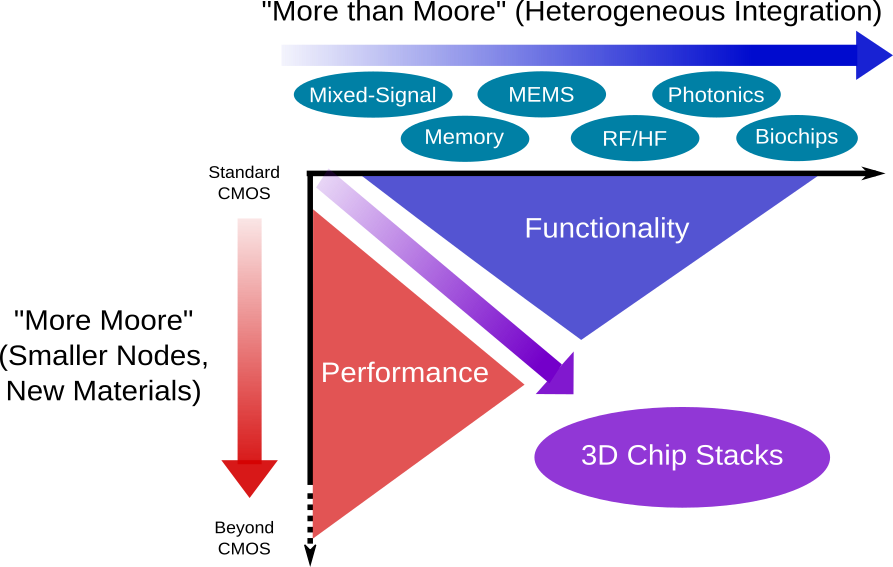 "More than Moore" (Heterogeneous Integration)
Mixed-Signal
MEMS
Photonics
Memory
RF/HF
Biochips
Standard
CMOS
Functionality
"More Moore"
(Smaller Nodes,
New Materials)
Performance
3D Chip Stacks
Beyond
CMOS